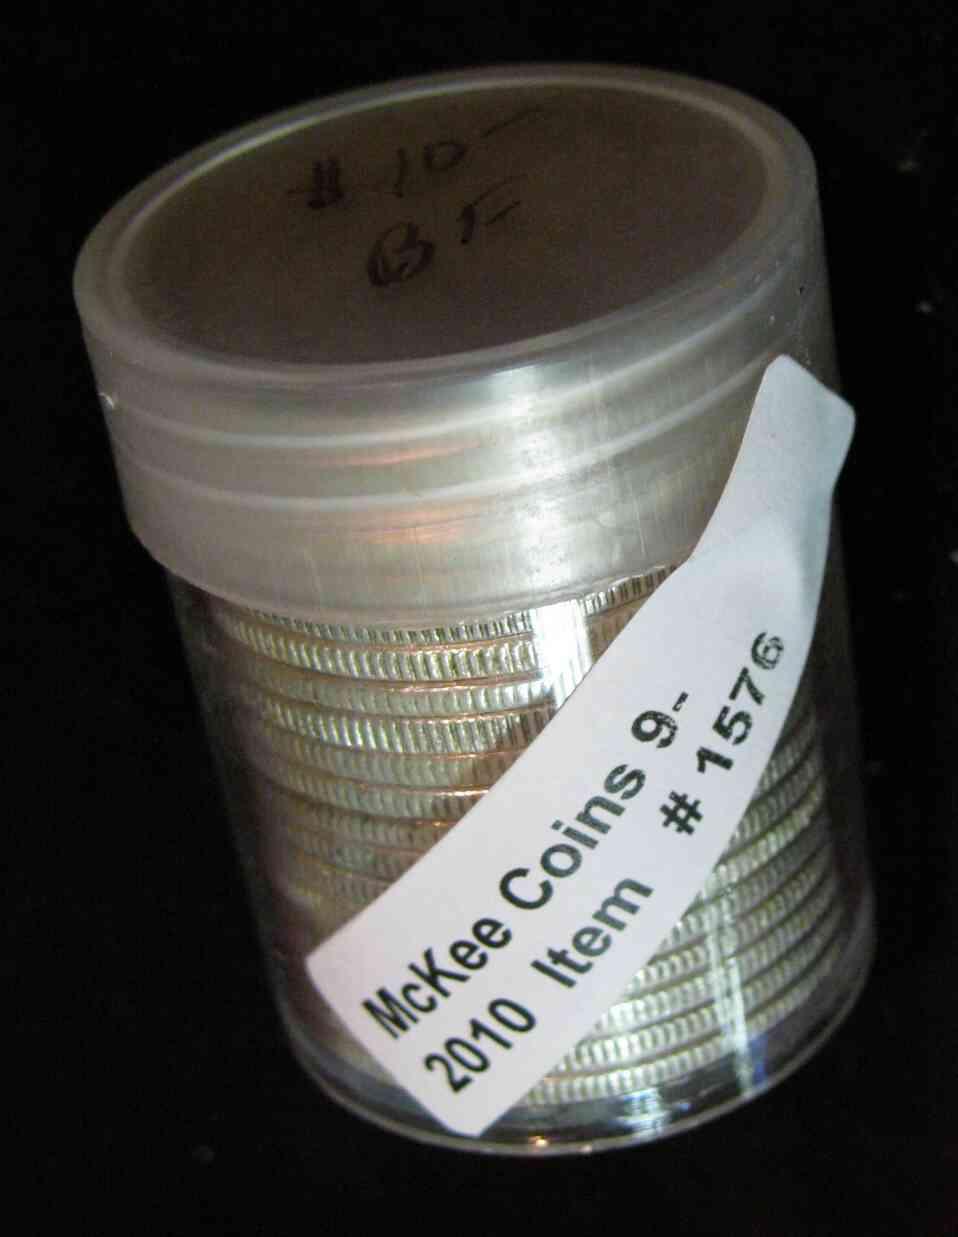 $10-
BF
McKee Coins 9-
2010 Item # 1576